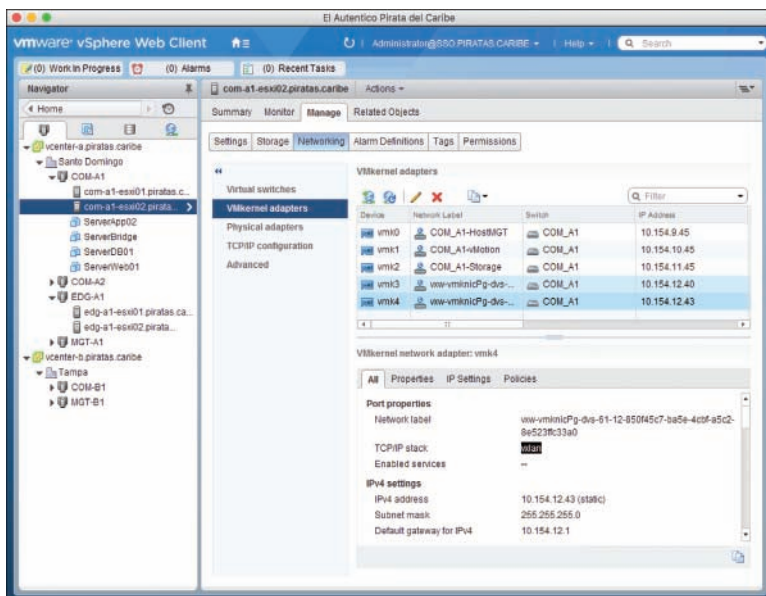 El Autentico Pirata del Caribe
vmware® vSphere Web Client
Administrator@SSO.PIRATAS.CARIBE
Help
Search
(0) Work In Progress
(0) Alarms
(0) Recent Tasks
Navigator
Home
vcenter-a.piratas.caribe
Santo Domingo
COM-A1
com-a1-esxi01.piratas.c...
com-a1-esxi02.pirata...
ServerApp02
ServerBridge
ServerDB01
ServerWeb01
COM-A2
EDG-A1
edg-a1-esxi01.piratas.ca...
edg-a1-esxi02.pirata...
MGT-A1
vcenter-b.piratas.caribe
Tampa
COM-B1
MGT-B1
com-a1-esxi02.piratas.caribe Actions
Summary Monitor Manage Related Objects
Settings Storage Networking Alarm Definitions Tags Permissions
Virtual switches
VMkernel adapters
Physical adapters
TCP/IP configuration
Advanced
VMkernel adapters
Filter
Device Network Label Switch IP Address
vmk0 COM_A1-HostMGT COM_A1 10.154.9.45
vmk1 COM_A1-vMotion COM_A1 10.154.10.45
vmk2 COM_A1-Storage COM_A1 10.154.11.45
vmk3 vxw-vmknicPg-dvs-... COM_A1 10.154.12.40
vmk4 vxw-vmknicPg-dvs-... COM_A1 10.154.12.43
VMkernel network adapter: vmk4
All Properties IP Settings Policies
Port properties
Network label vxw-vmknicPg-dvs-61-12-850f45c7-ba5e-4cbf-a5c2-
8e523ffc33a0
TCP/IP stack vxlan
Enabled services --
IPv4 settings
IPv4 address 10.154.12.43 (static)
Subnet mask 255.255.255.0
Default gateway for IPv4 10.154.12.1